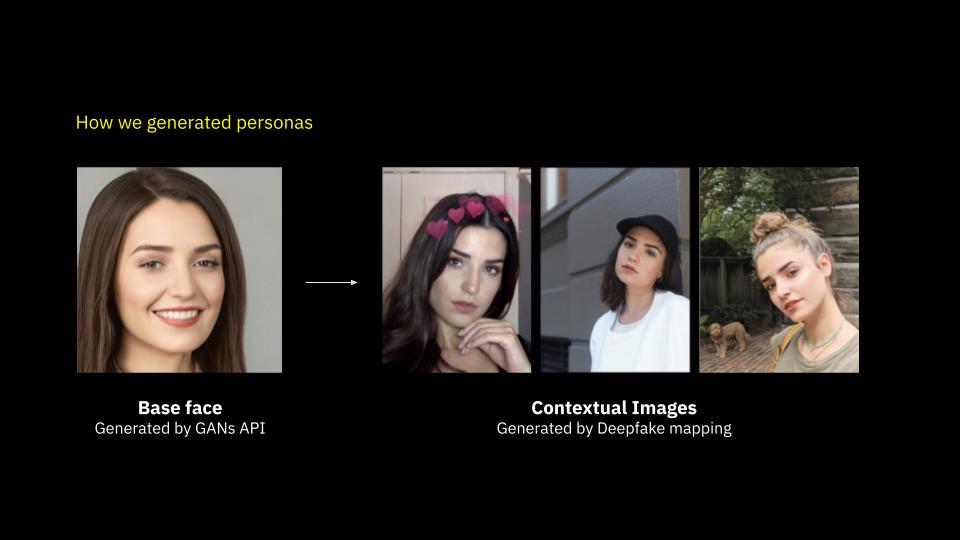 How we generated personas
Base face
Generated by GANs API
Contextual Images
Generated by Deepfake mapping